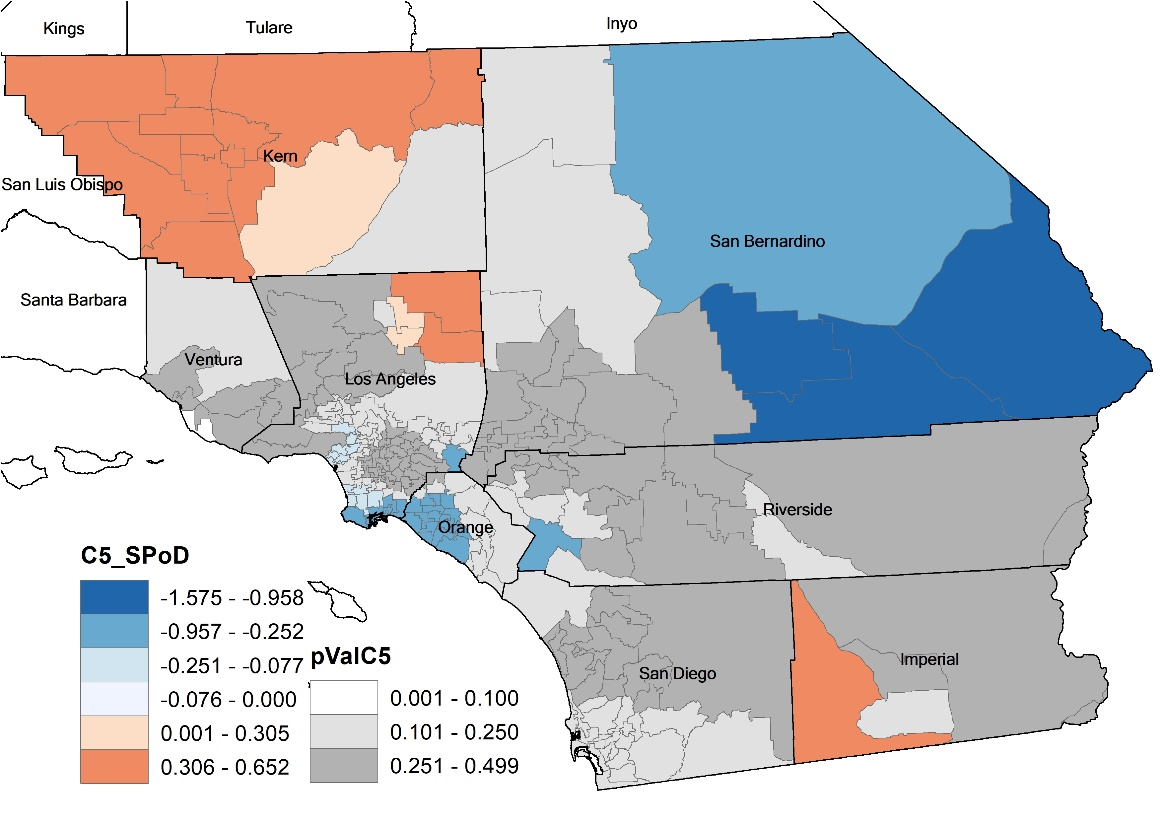 Kings
Tulare
Inyo
Kern
San Luis Obispo
San Bernardino
Santa Barbara
Ventura
Los Angeles
Riverside
Orange
San Diego
Imperial
C5_SPoD
-1.575 - -0.958
-0.957 - -0.252
-0.251 - -0.077
-0.076 - 0.000
0.001 - 0.305
0.306 - 0.652
pValC5
0.001 - 0.100
0.101 - 0.250
0.251 - 0.499